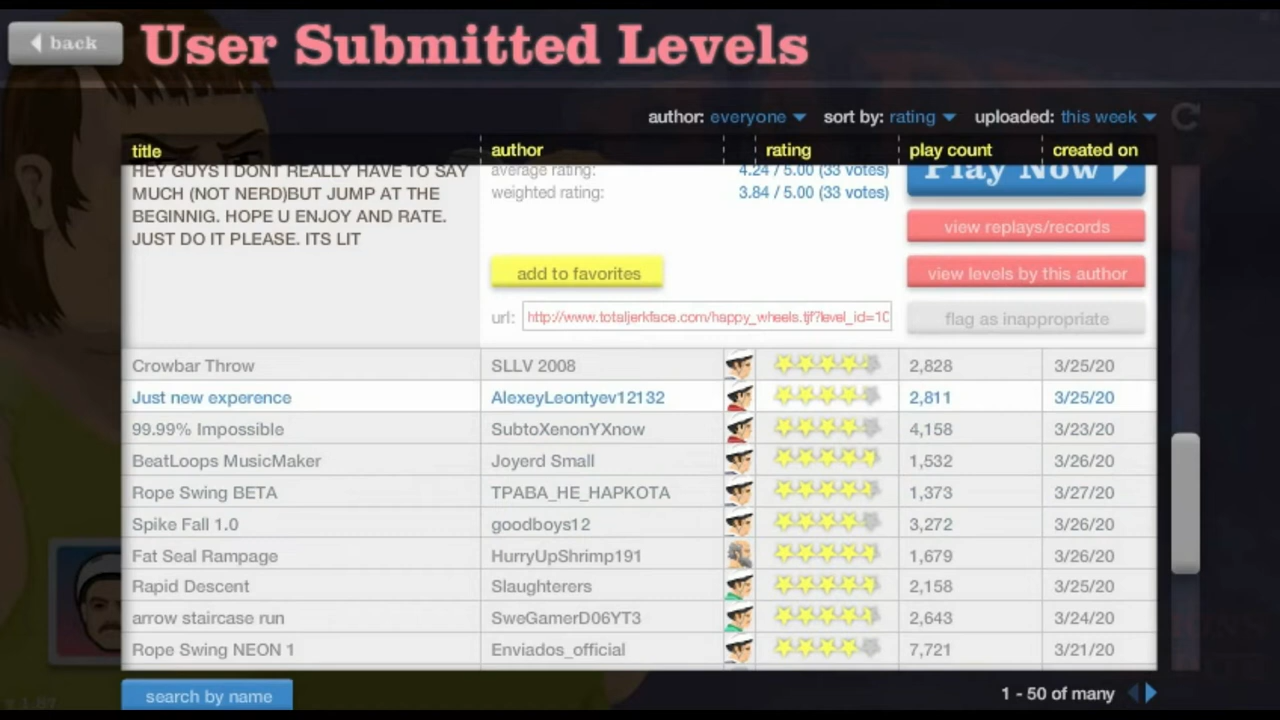 back
User Submitted Levels
author: everyone sort by: rating uploaded: this week
title author rating play count created on
HEY GUYS I DONT REALLY HAVE TO SAY
MUCH (NOT NERD)BUT JUMP AT THE
BEGINNIG. HOPE U ENJOY AND RATE.
JUST DO IT PLEASE. ITS LIT
average rating: 4.24 / 5.00 (33 votes)
weighted rating: 3.84 / 5.00 (33 votes)
add to favorites
url: http://www.totaljerkface.com/happy_wheels.tjf?level_id=10
Play Now
view replays/records
view levels by this author
flag as inappropriate
Crowbar Throw SLLV 2008 2,828 3/25/20
Just new experence AlexeyLeontyev12132 2,811 3/25/20
99.99% Impossible SubtoXenonYXnow 4,158 3/23/20
BeatLoops MusicMaker Joyerd Small 1,532 3/26/20
Rope Swing BETA TPABA_HE_HAPKOTA 1,373 3/27/20
Spike Fall 1.0 goodboys12 3,272 3/26/20
Fat Seal Rampage HurryUpShrimp191 1,679 3/26/20
Rapid Descent Slaughterers 2,158 3/25/20
arrow staircase run SweGamerD06YT3 2,643 3/24/20
Rope Swing NEON 1 Enviados_official 7,721 3/21/20
search by name
1 - 50 of many